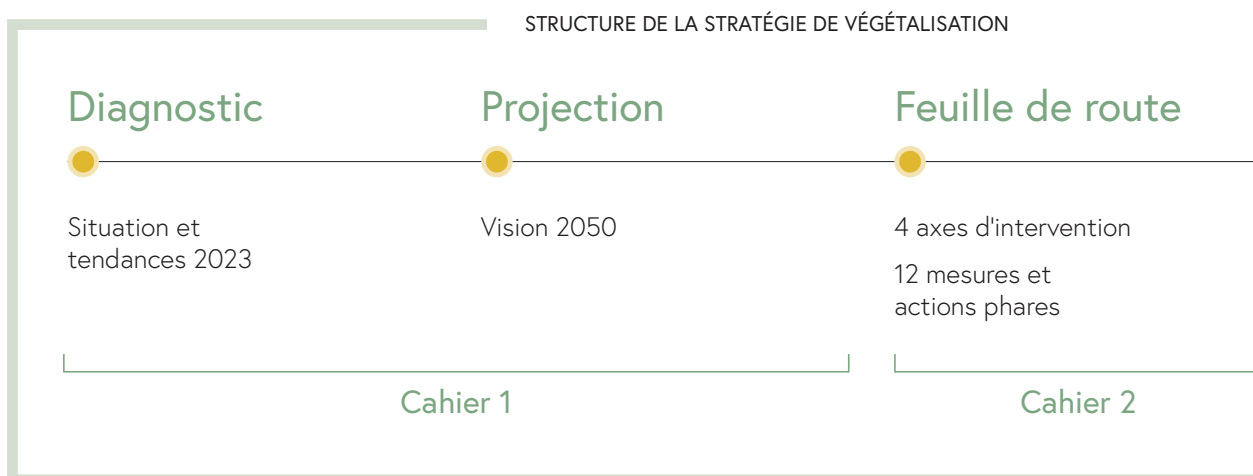 STRUCTURE DE LA STRATÉGIE DE VÉGÉTALISATION
Diagnostic
Projection
Feuille de route
Situation et
tendances 2023
Vision 2050
4 axes d'intervention
12 mesures et
actions phares
Cahier 1
Cahier 2